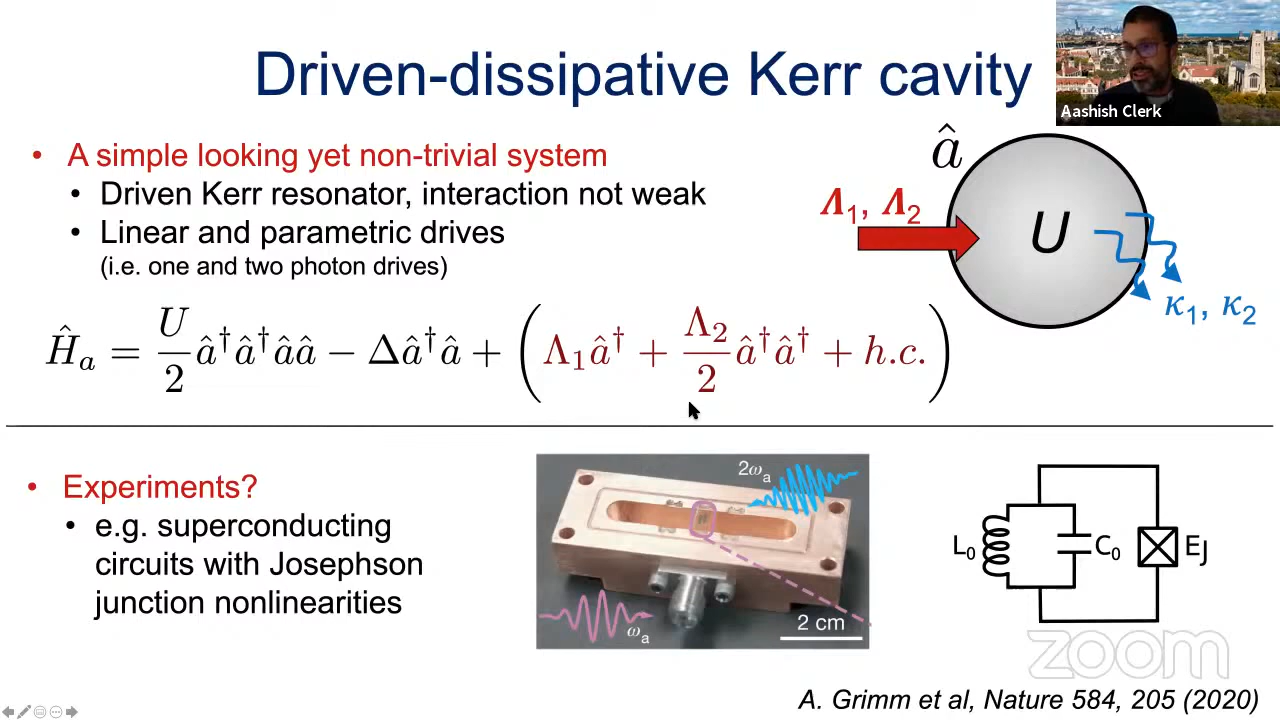 Driven-dissipative Kerr cavity
Aashish Clerk
• A simple looking yet non-trivial system
• Driven Kerr resonator, interaction not weak
• Linear and parametric drives
(i.e. one and two photon drives)
â
Λ₁, Λ₂
U
κ₁, κ₂
Ĥₐ = U/2 â†â†ââ − Δâ†â + (Λ₁â† + Λ₂/2 â†â† + h.c.)
• Experiments?
• e.g. superconducting
circuits with Josephson
junction nonlinearities
2ωₐ
ωₐ
2 cm
L₀
C₀
EJ
zoom
A. Grimm et al, Nature 584, 205 (2020)